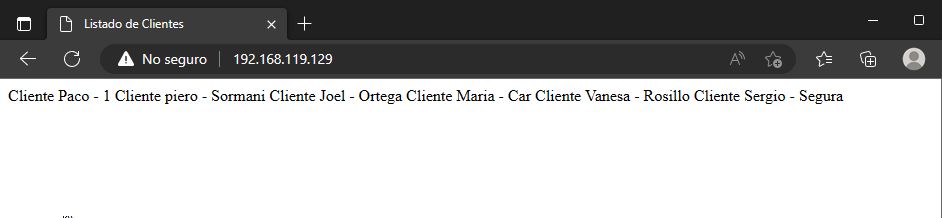 Listado de Clientes
No seguro 192.168.119.129
Cliente Paco - 1 Cliente piero - Sormani Cliente Joel - Ortega Cliente Maria - Car Cliente Vanesa - Rosillo Cliente Sergio - Segura